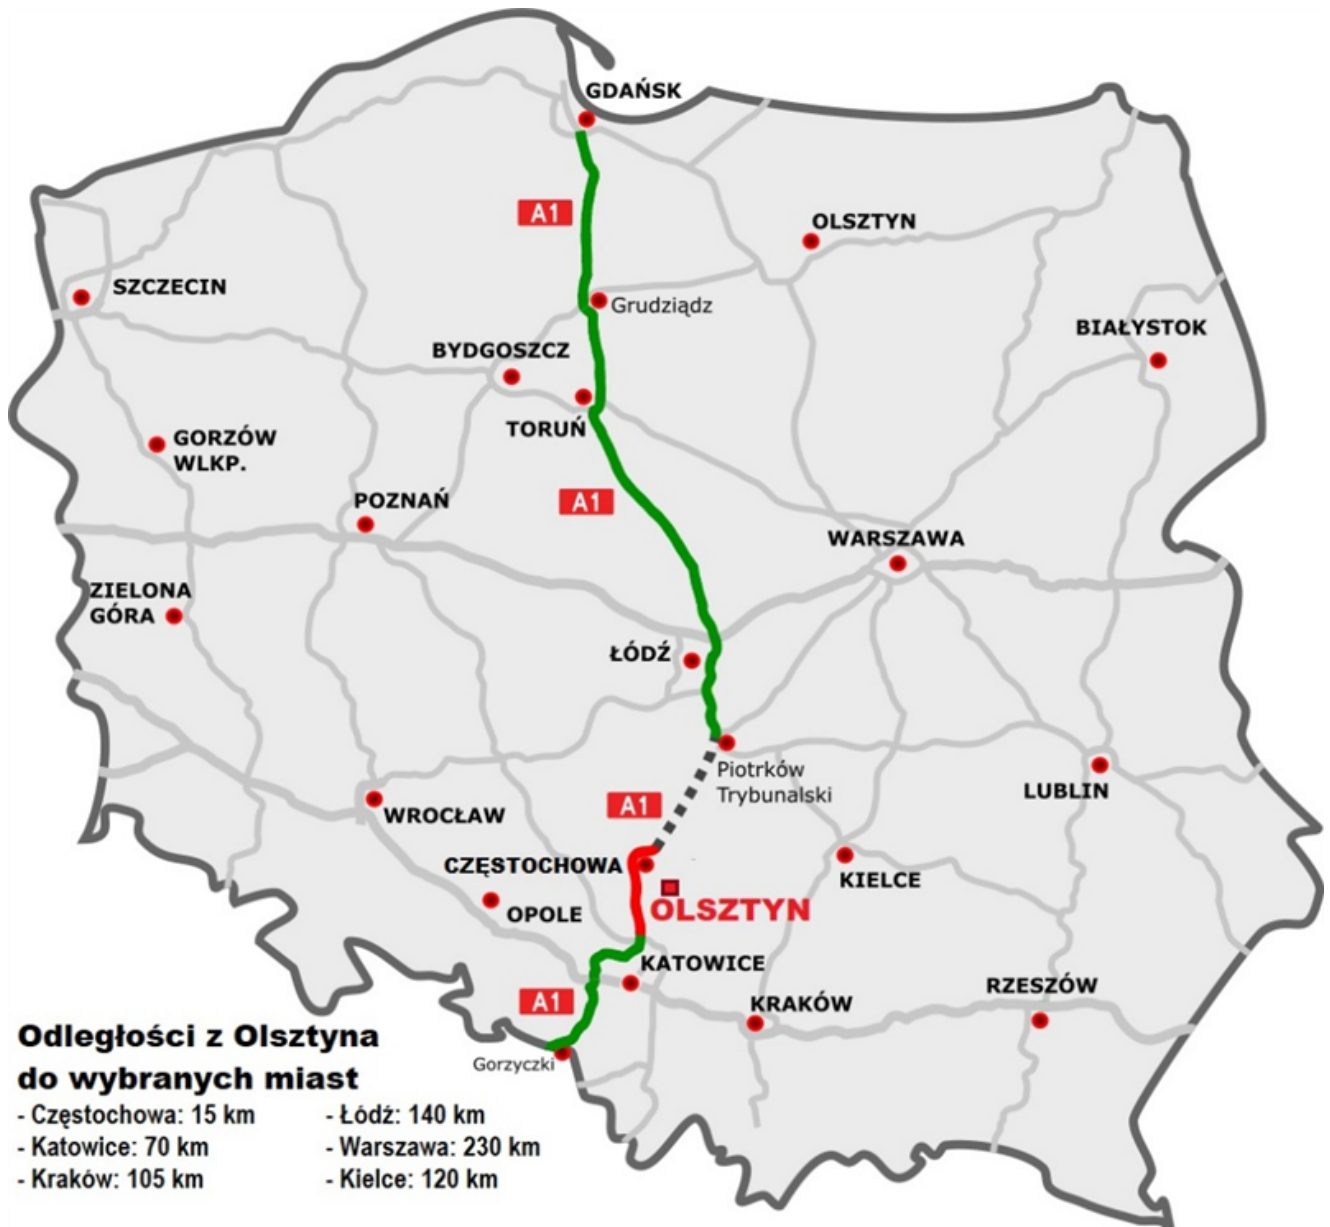 GDAŃSK
A1
OLSZTYN
SZCZECIN
Grudziądz
BIAŁYSTOK
BYDGOSZCZ
TORUŃ
GORZÓW
WLKP.
POZNAŃ
A1
WARSZAWA
ZIELONA
GÓRA
ŁÓDŹ
Piotrków
Trybunalski
LUBLIN
A1
WROCŁAW
CZĘSTOCHOWA
KIELCE
OLSZTYN
OPOLE
KATOWICE
RZESZÓW
A1
KRAKÓW
Gorzyczki
Odległości z Olsztyna
do wybranych miast
- Częstochowa: 15 km
- Katowice: 70 km
- Kraków: 105 km
- Łódź: 140 km
- Warszawa: 230 km
- Kielce: 120 km